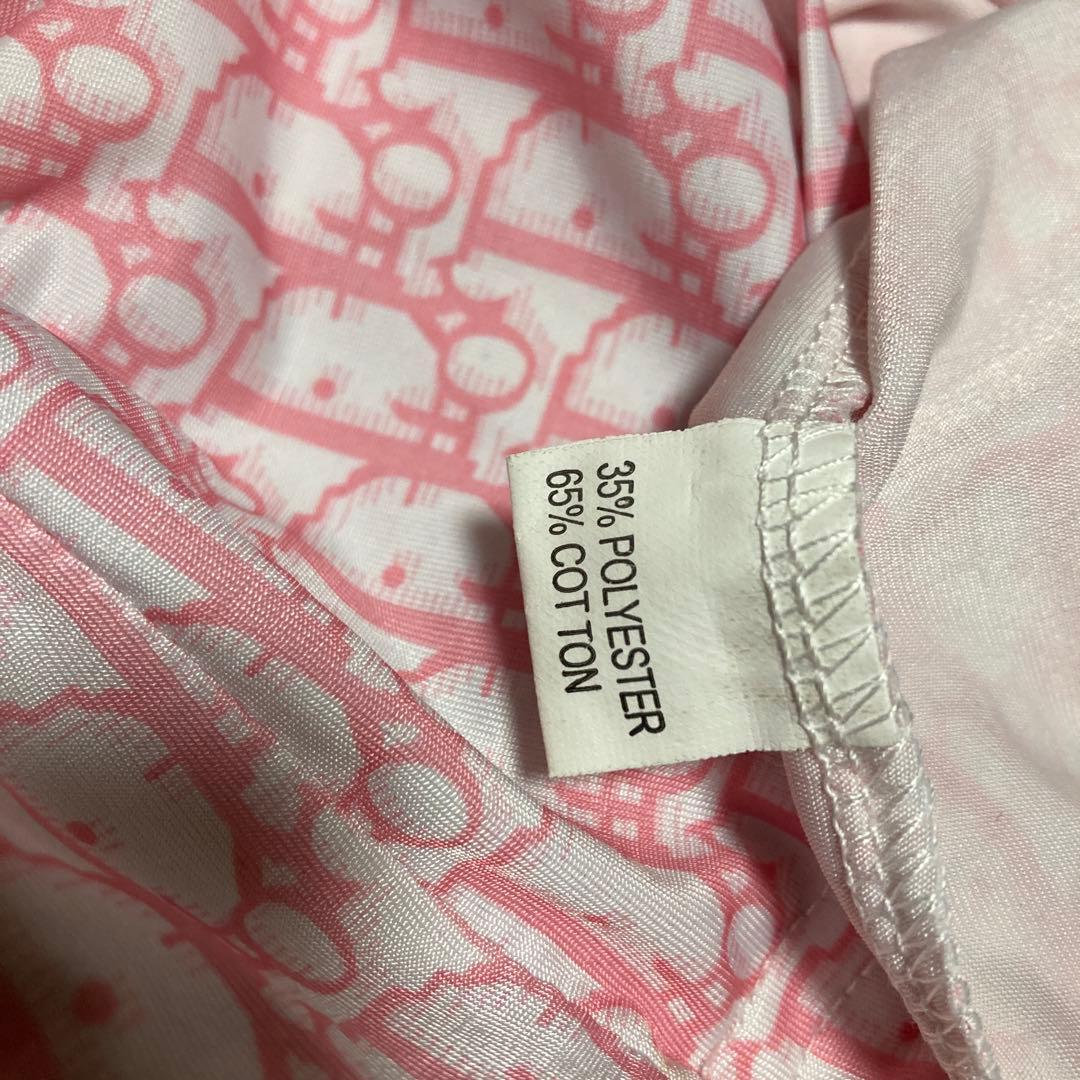 35% POLYESTER
65% COT TON